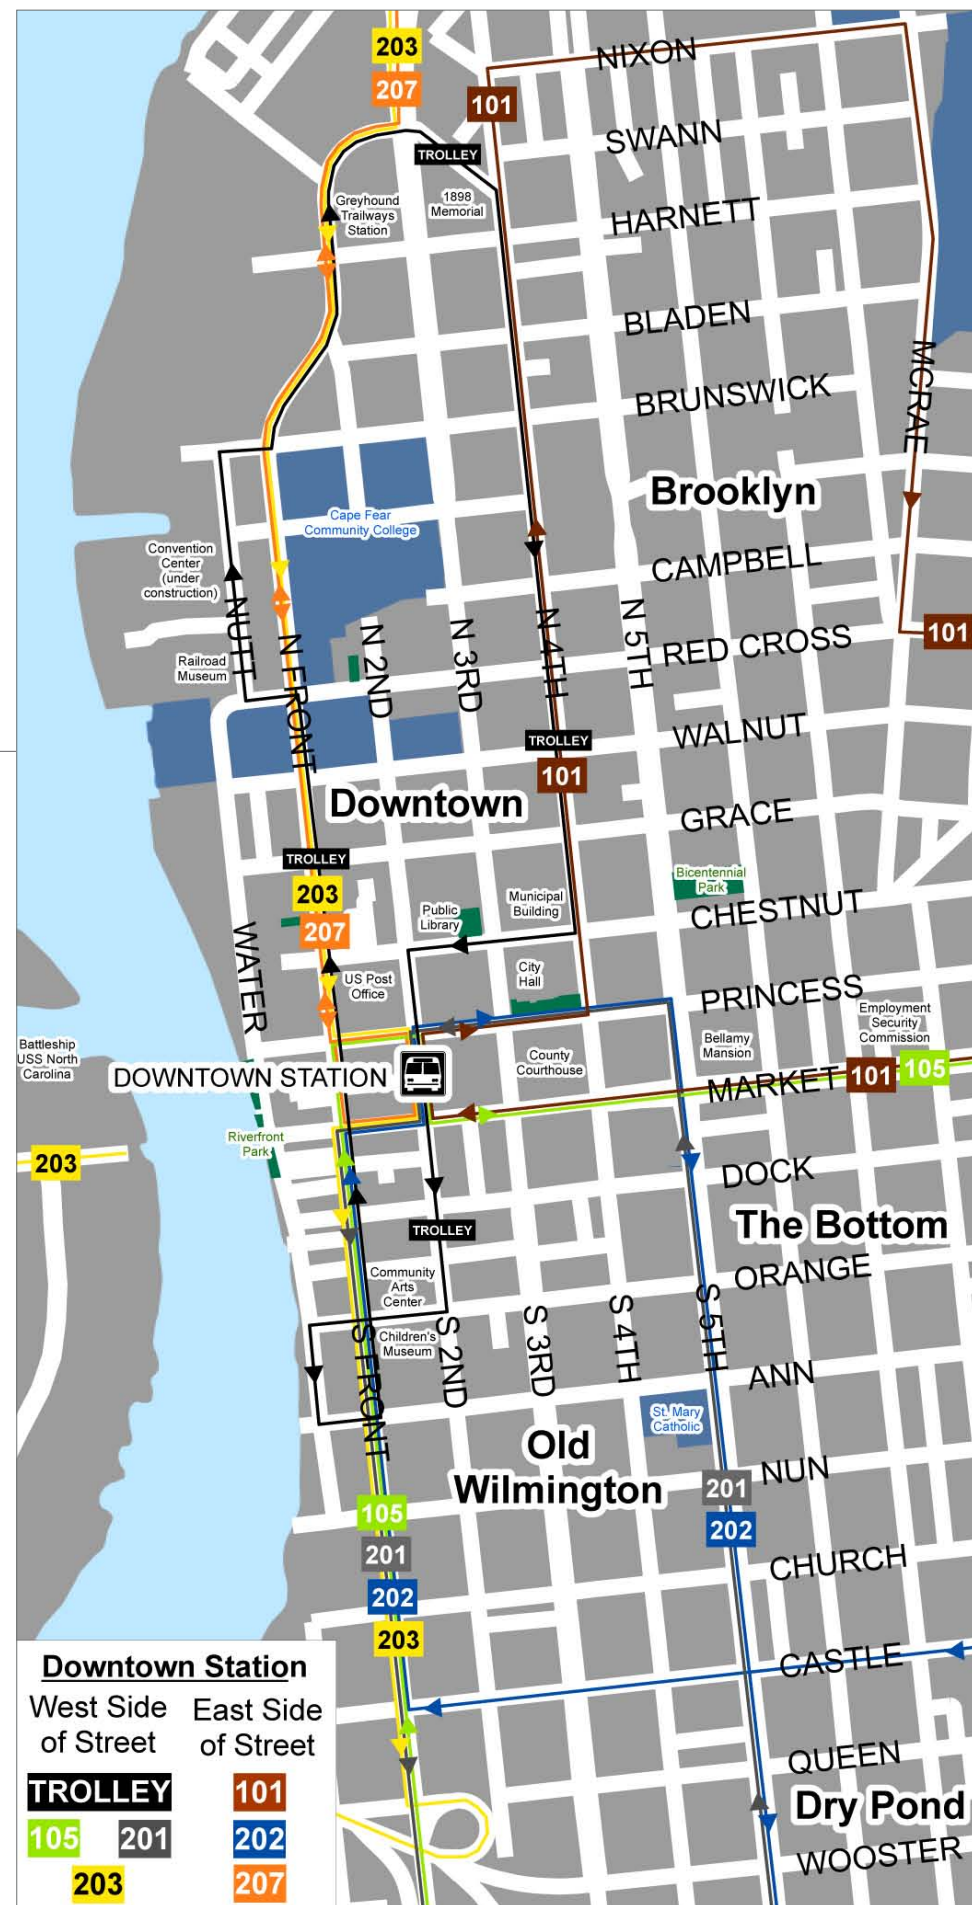 203
207
101
NIXON
SWANN
TROLLEY
Greyhound
Trailways
Station
1898
Memorial
HARNETT
BLADEN
BRUNSWICK
MCRAE
Brooklyn
Cape Fear
Community College
Convention
Center
(under
construction)
CAMPBELL
NUTT
N FRONT
N 2ND
N 3RD
N 4TH
N 5TH
RED CROSS
101
Railroad
Museum
WALNUT
TROLLEY
101
Downtown
GRACE
TROLLEY
203
207
Bicentennial
Park
Public
Library
Municipal
Building
CHESTNUT
WATER
US Post
Office
City
Hall
PRINCESS
Employment
Security
Commission
Battleship
USS North
Carolina
DOWNTOWN STATION
County
Courthouse
Bellamy
Mansion
MARKET
101
105
Riverfront
Park
203
DOCK
TROLLEY
The Bottom
Community
Arts
Center
ORANGE
S FRONT
Children's
Museum
S 2ND
S 3RD
S 4TH
S 5TH
ANN
St. Mary
Catholic
Old
Wilmington
NUN
105
201
202
203
201
202
CHURCH
CASTLE
QUEEN
Dry Pond
WOOSTER
Downtown Station
West Side
of Street
East Side
of Street
TROLLEY
101
105
201
202
203
207